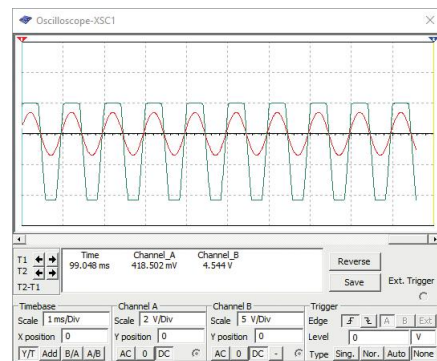 Oscilloscope-XSC1
T1
T2
T2-T1
Time Channel_A Channel_B
99.048 ms 418.502 mV 4.544 V
Reverse
Save
Ext. Trigger
Timebase Channel A Channel B Trigger
Scale 1 ms/Div Scale 2 V/Div Scale 5 V/Div Edge A B Ext
X position 0 Y position 0 Y position 0 Level 0 V
Y/T Add B/A A/B AC 0 DC AC 0 DC - Type Sing. Nor. Auto None